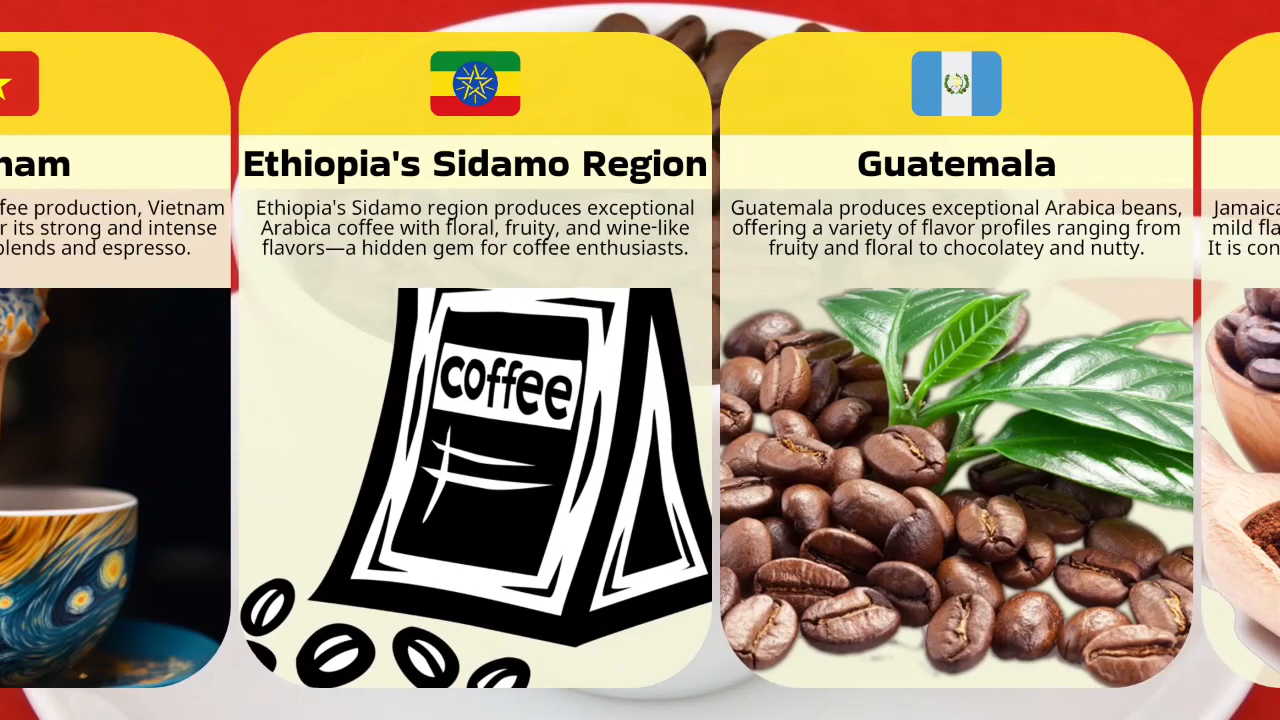 nam
fee production, Vietnam
r its strong and intense
blends and espresso.
Ethiopia's Sidamo Region
Ethiopia's Sidamo region produces exceptional
Arabica coffee with floral, fruity, and wine-like
flavors—a hidden gem for coffee enthusiasts.
coffee
Guatemala
Guatemala produces exceptional Arabica beans,
offering a variety of flavor profiles ranging from
fruity and floral to chocolatey and nutty.
Jamaica
mild fla
It is con